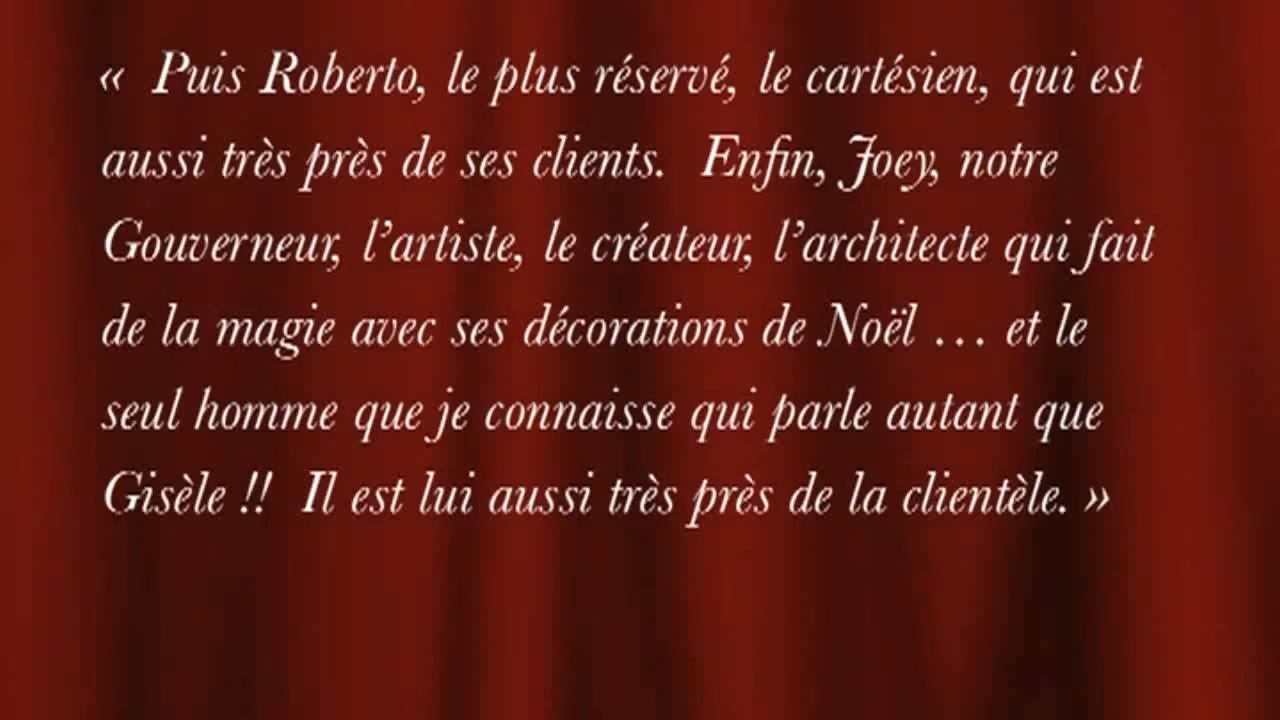 «  Puis Roberto, le plus réservé, le cartésien, qui est
aussi très près de ses clients.  Enfin, Joey, notre
Gouverneur, l’artiste, le créateur, l’architecte qui fait
de la magie avec ses décorations de Noël … et le
seul homme que je connaisse qui parle autant que
Gisèle !!  Il est lui aussi très près de la clientèle. »